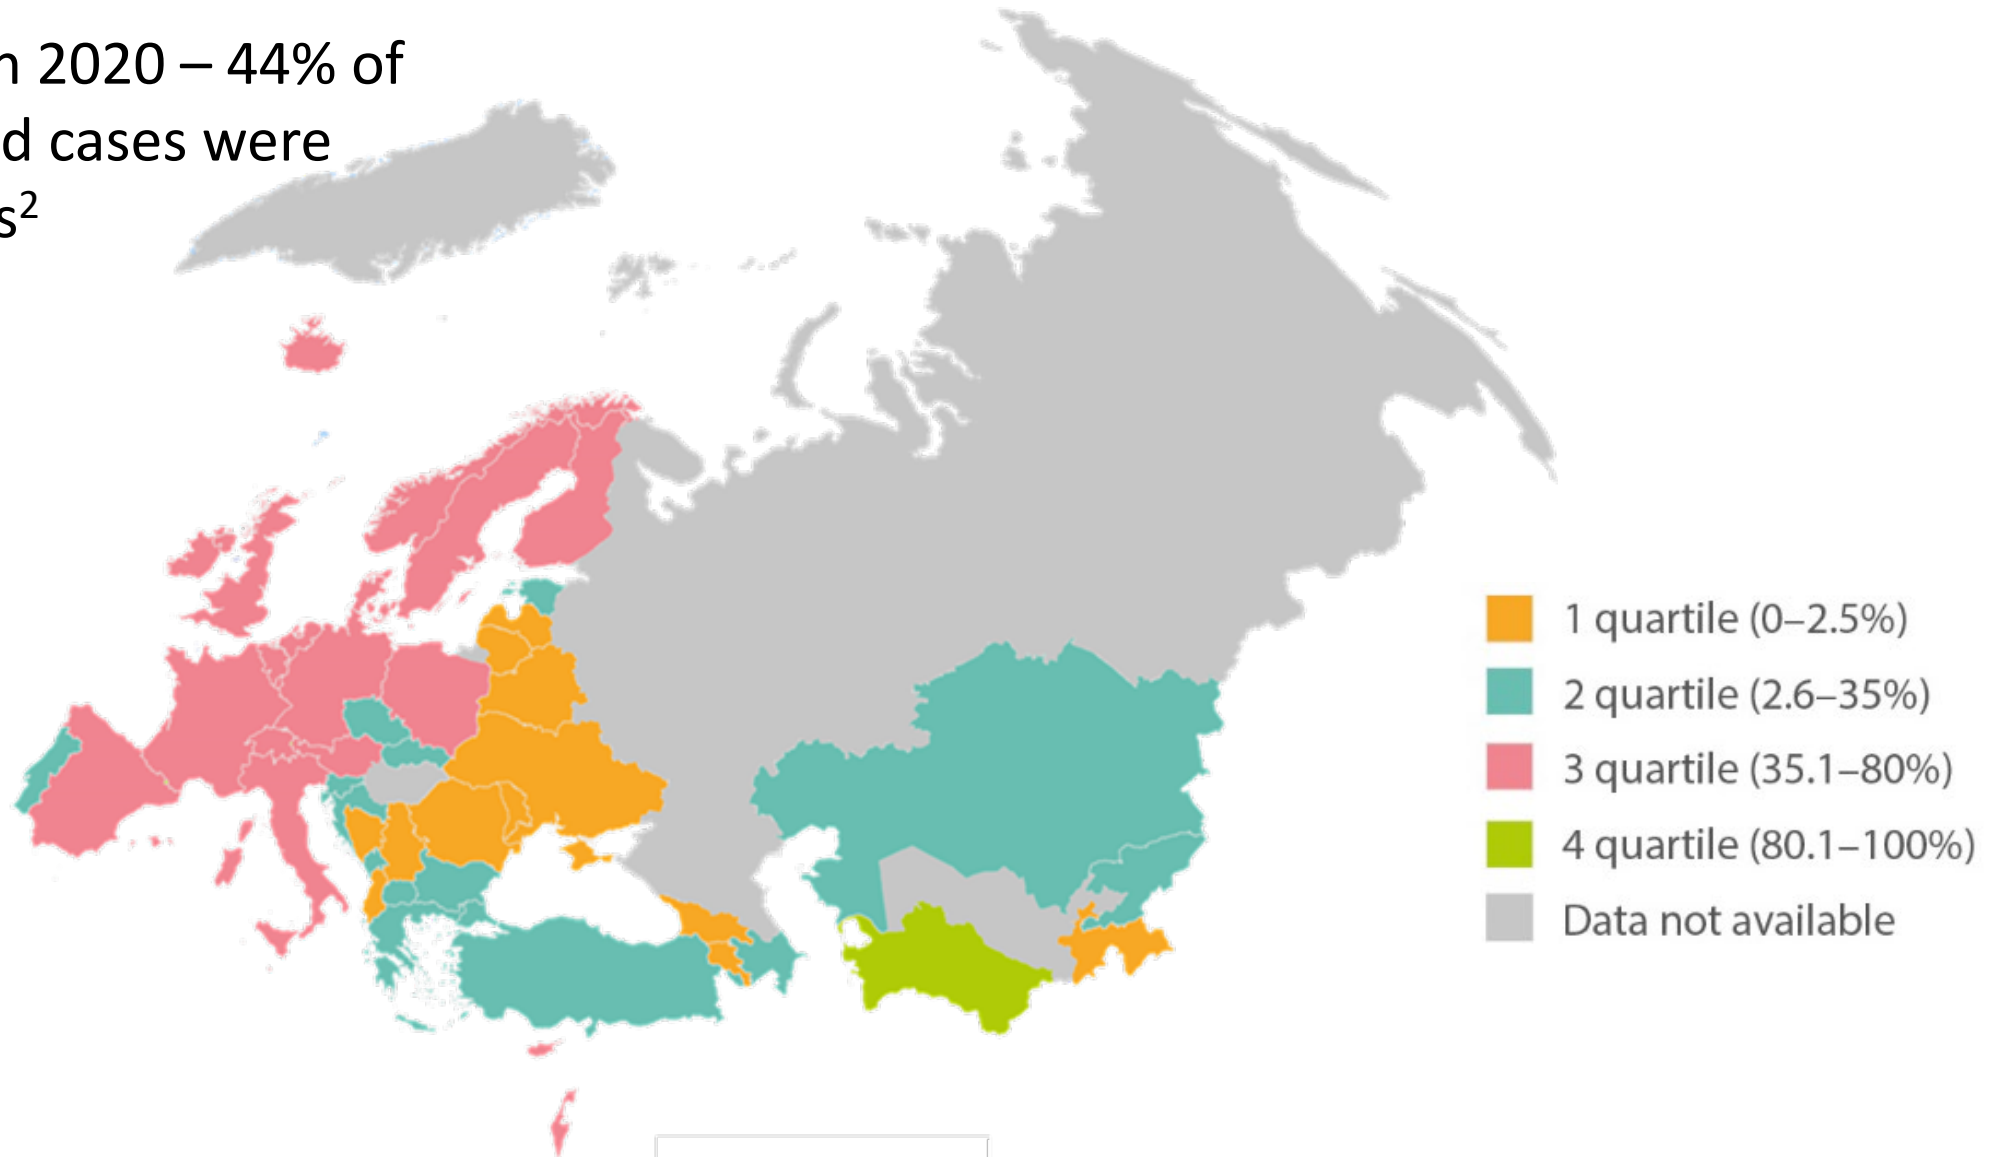 n 2020 – 44% of
d cases were
s²
1 quartile (0–2.5%)
2 quartile (2.6–35%)
3 quartile (35.1–80%)
4 quartile (80.1–100%)
Data not available